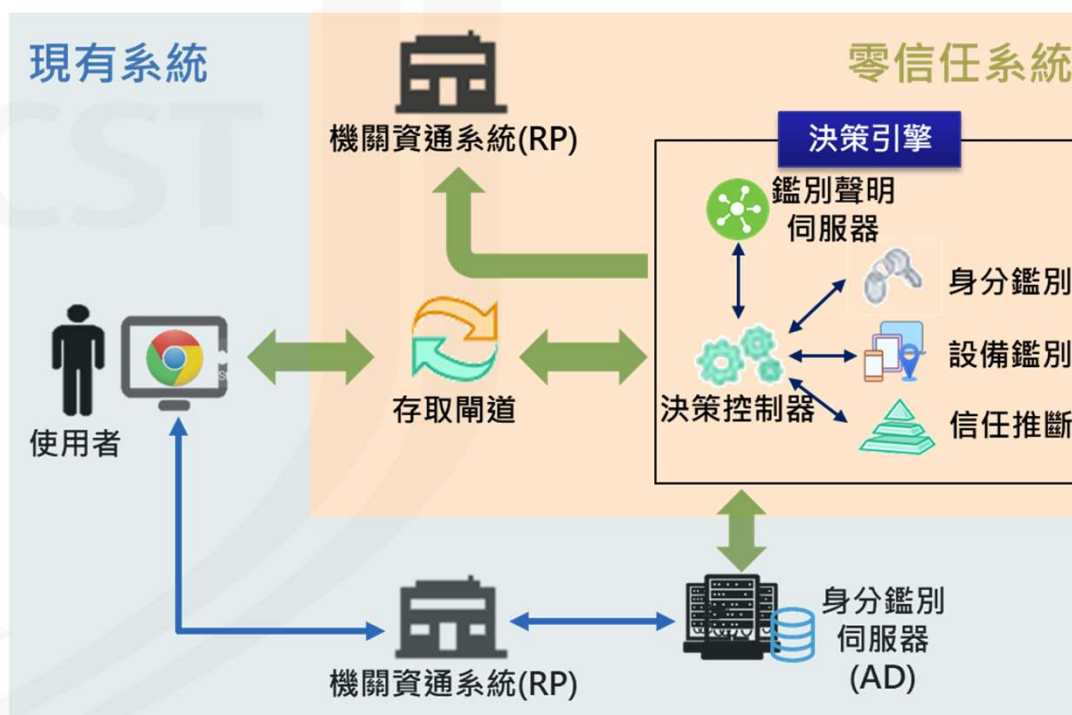 現有系統
零信任系統
機關資通系統(RP)
決策引擎
鑑別聲明
伺服器
身分鑑別
設備鑑別
信任推斷
決策控制器
存取閘道
使用者
機關資通系統(RP)
身分鑑別
伺服器
(AD)
CST